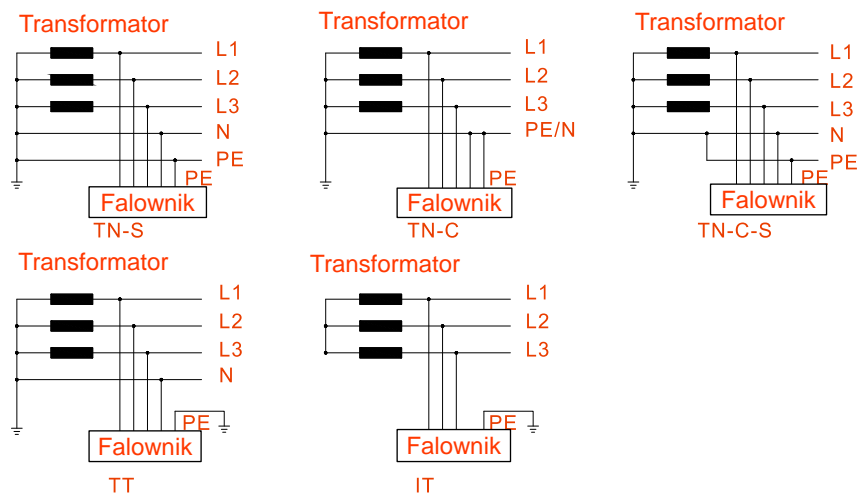 Transformator
L1
L2
L3
N
PE
PE
Falownik
TN-S
Transformator
L1
L2
L3
PE/N
PE
Falownik
TN-C
Transformator
L1
L2
L3
N
PE
PE
Falownik
TN-C-S
Transformator
L1
L2
L3
N
PE
Falownik
TT
Transformator
L1
L2
L3
PE
Falownik
IT